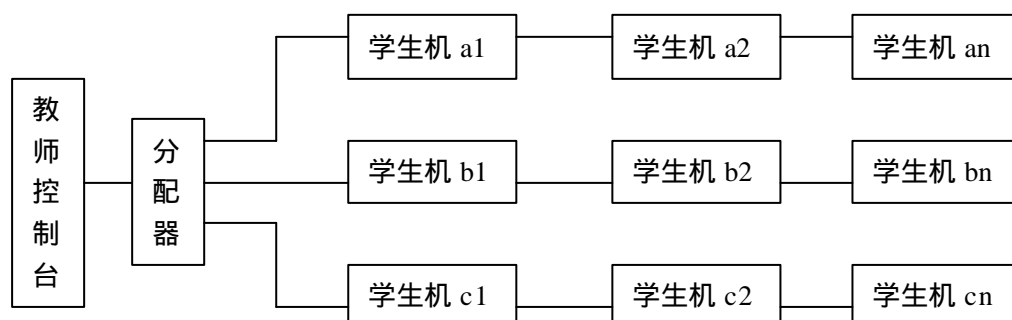 教师控制台
分配器
学生机 a1
学生机 a2
学生机 an
学生机 b1
学生机 b2
学生机 bn
学生机 c1
学生机 c2
学生机 cn